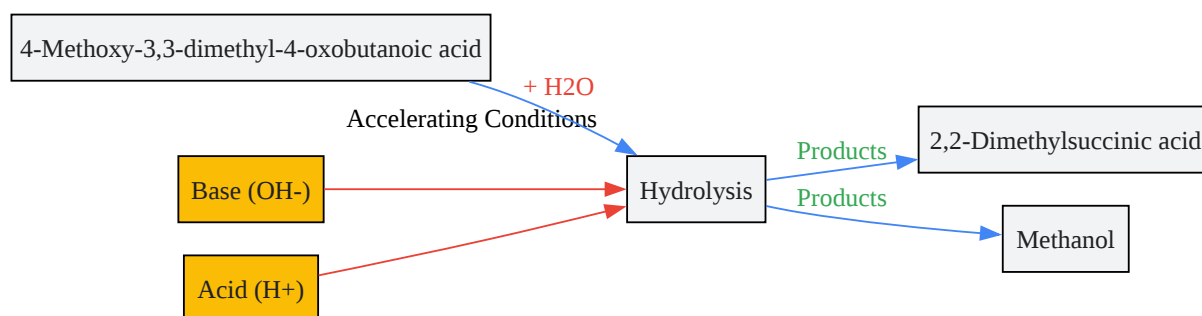 4-Methoxy-3,3-dimethyl-4-oxobutanoic acid
+ H2O
Accelerating Conditions
Base (OH-)
Acid (H+)
Hydrolysis
Products
Products
2,2-Dimethylsuccinic acid
Methanol